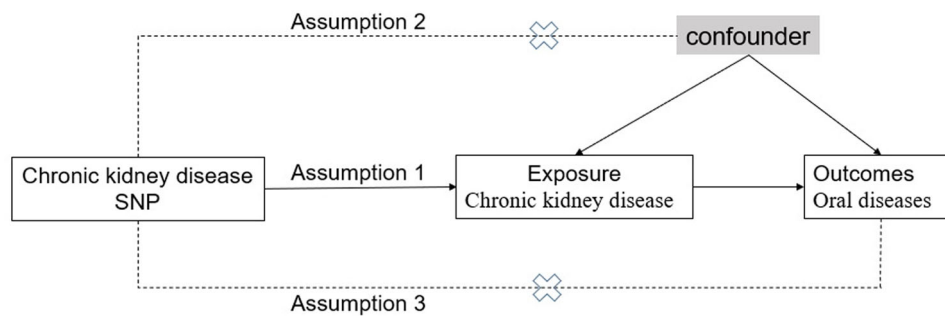 Assumption 2
confounder
Chronic kidney disease
SNP
Assumption 1
Exposure
Chronic kidney disease
Outcomes
Oral diseases
Assumption 3